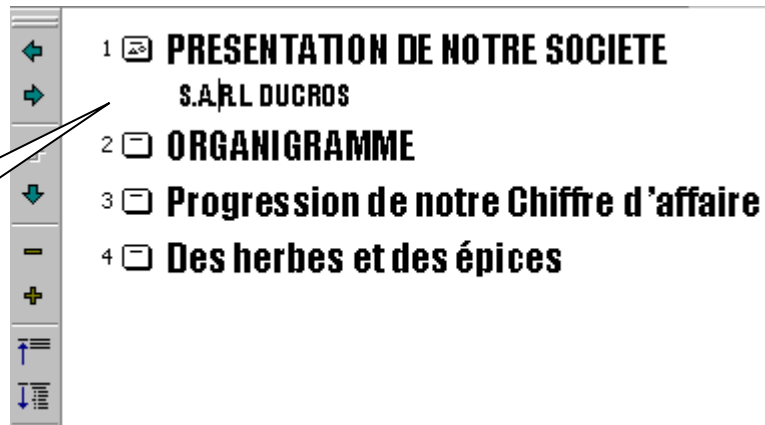 1 PRESENTATION DE NOTRE SOCIETE
S.A.R.L DUCROS
2 ORGANIGRAMME
3 Progression de notre Chiffre d'affaire
4 Des herbes et des épices